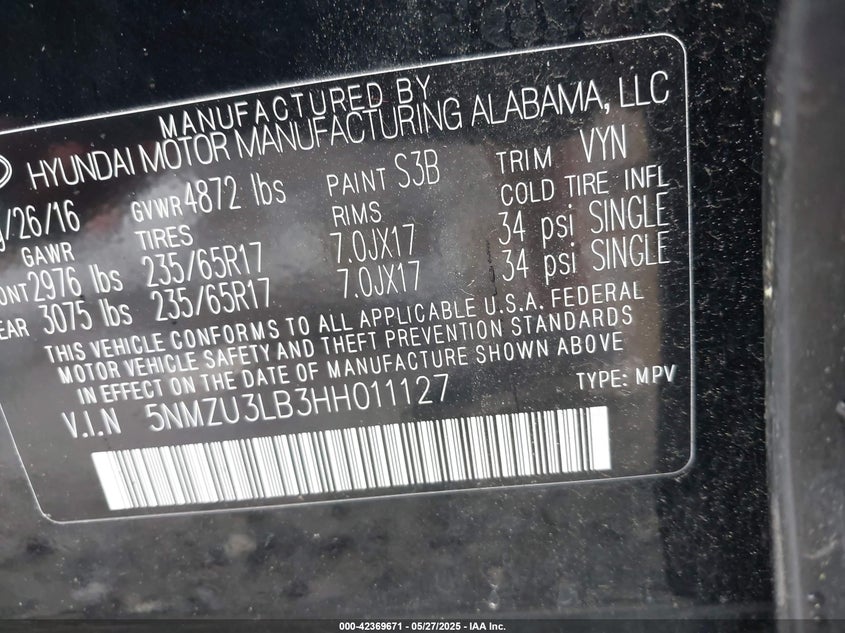 MANUFACTURED BY
HYUNDAI MOTOR MANUFACTURING ALABAMA, LLC
/26/16 GVWR 4872 lbs PAINT S3B TRIM VYN
GAWR TIRES RIMS COLD TIRE INFL
ONT 2976 lbs 235/65R17 7.0JX17 34 psi SINGLE
EAR 3075 lbs 235/65R17 7.0JX17 34 psi SINGLE
THIS VEHICLE CONFORMS TO ALL APPLICABLE U.S.A. FEDERAL
MOTOR VEHICLE SAFETY AND THEFT PREVENTION STANDARDS
IN EFFECT ON THE DATE OF MANUFACTURE SHOWN ABOVE
V.I.N 5NMZU3LB3HH011127 TYPE: MPV
000-42369671 — 05/27/2025 — IAA Inc.